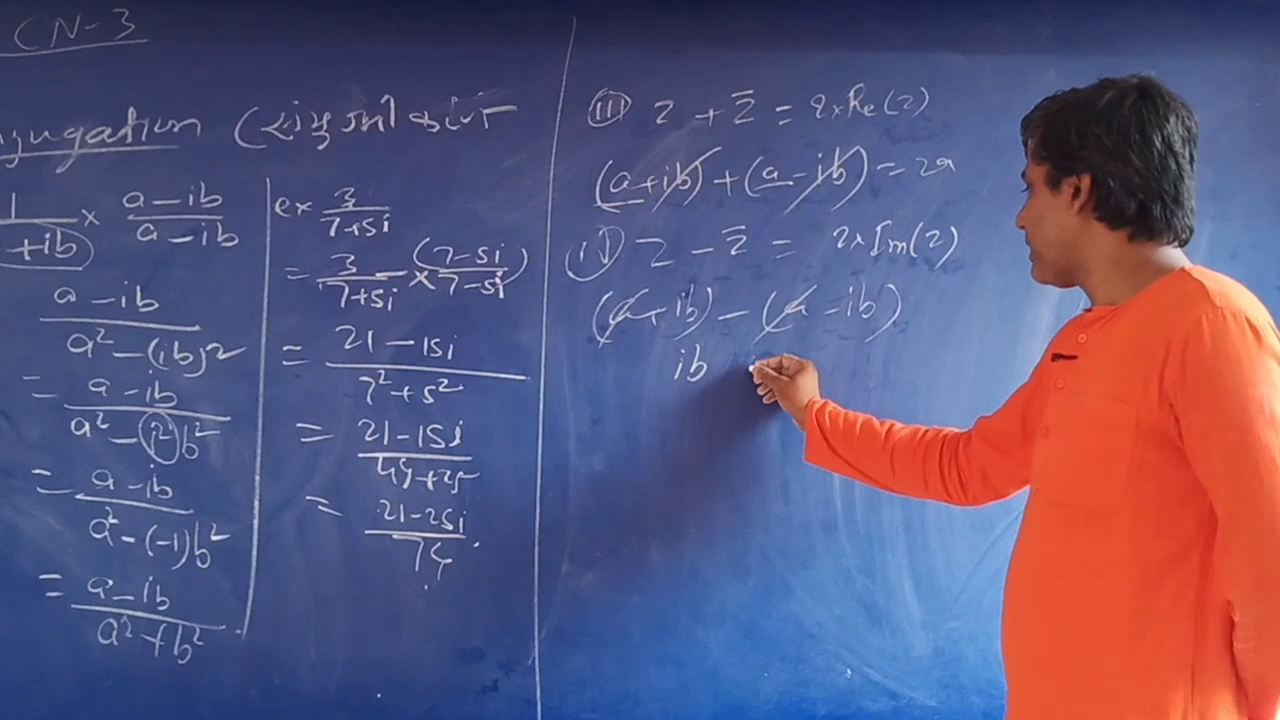 CN-3
jugation (સંયુગ્મી
1/+ib × a-ib/a-ib
a-ib/a²-(ib)²
= a-ib/a²-i²b²
= a-ib/a²-(-1)b²
= a-ib/a²+b²
ex 3/7+5i
= 3/7+5i × (7-5i/7-5i)
= 21-15i/7²+5²
= 21-15i/49+25
= 21-25i/74.
(iii) z + z̄ = 2×Re(z)
(a+ib)+(a-ib)=2a
(iv) z - z̄ = 2×Im(z)
(a+ib)-(a-ib)
ib